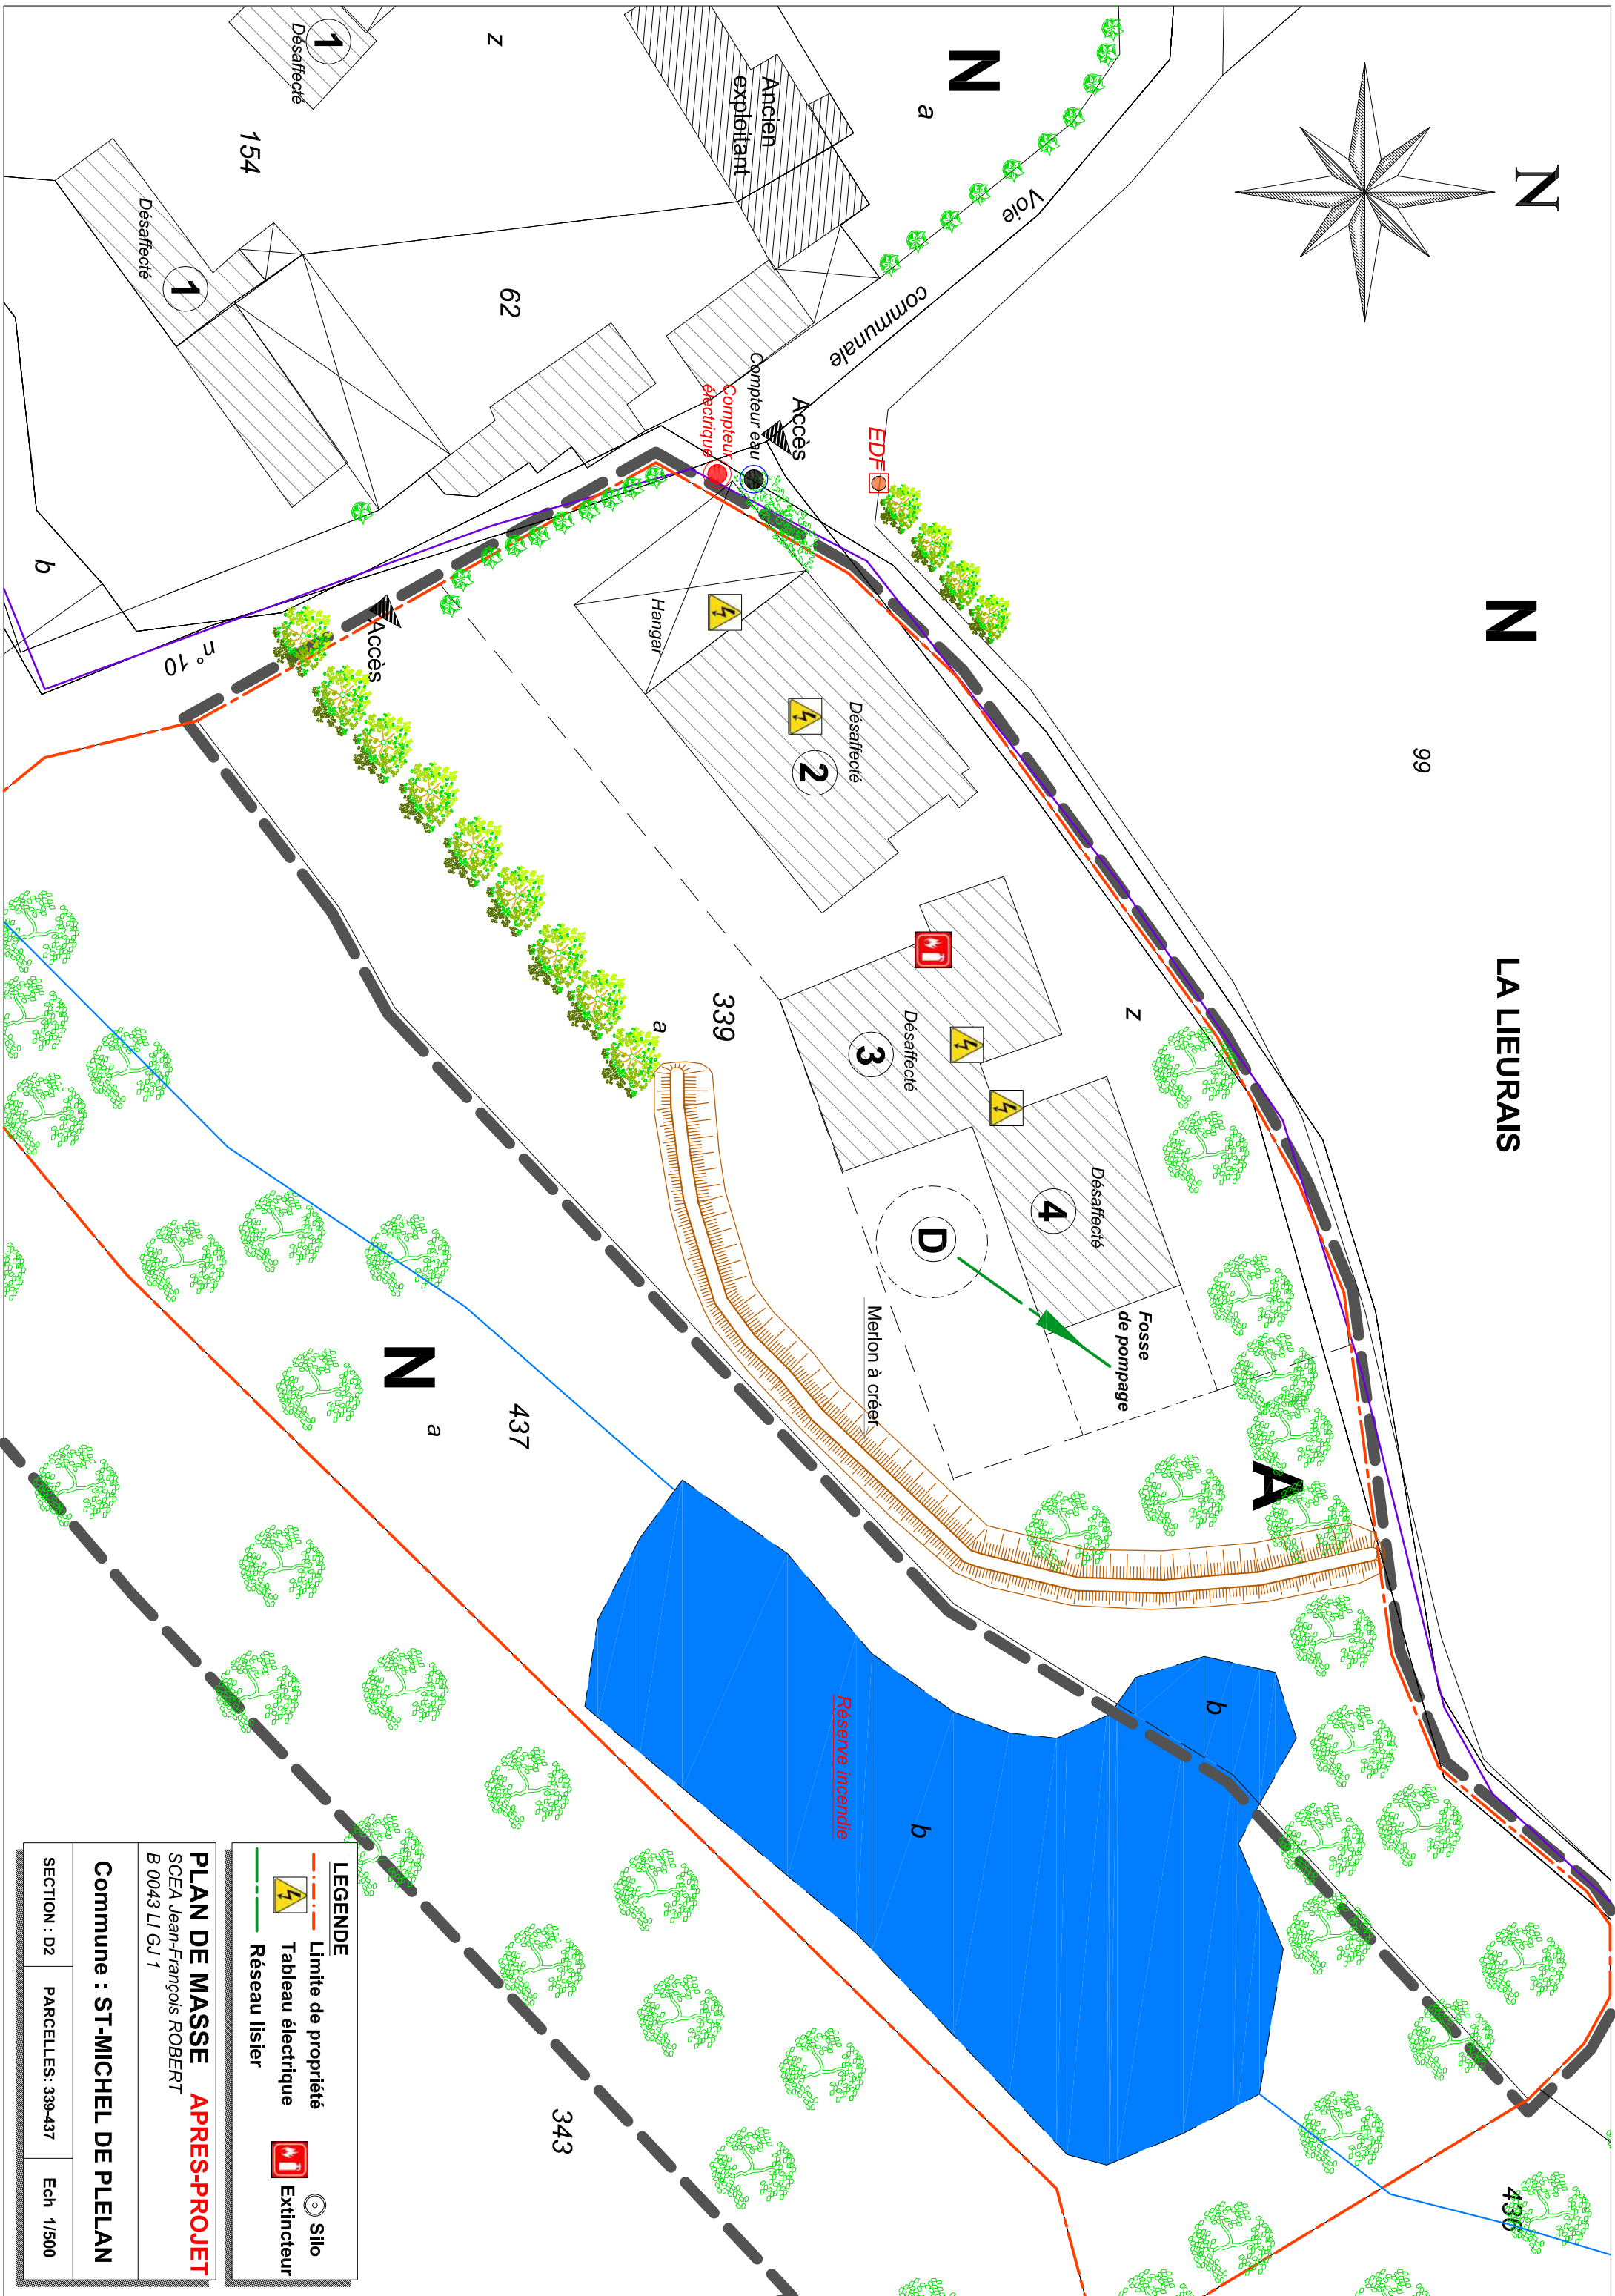 N
N
LA LIEURAIS
99
N
a
Voie
communale
n° 10
Ancien
exploitant
z
1
Désaffecté
154
Désaffecté
1
62
b
Accès
Compteur eau
Compteur
électrique
EDF
Accès
Hangar
Désaffecté
2
z
339
a
Désaffecté
3
Désaffecté
4
D
Fosse
de pompage
Merlon à créer
A
N
a
437
b
Réserve incendie
b
343
436
LEGENDE
Limite de propriété
Tableau électrique
Réseau lisier
Silo
Extincteur
PLAN DE MASSE APRES-PROJET
SCEA Jean-François ROBERT
B 0043 LI GJ 1
Commune : ST-MICHEL DE PLELAN
SECTION : D2 PARCELLES: 339-437 Ech 1/500